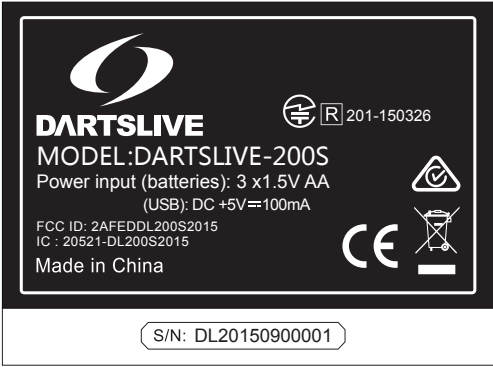 DARTSLIVE
R 201-150326
MODEL:DARTSLIVE-200S
Power input (batteries): 3 x1.5V AA
(USB): DC +5V⎓100mA
FCC ID: 2AFEDDL200S2015
IC : 20521-DL200S2015
Made in China
CE
S/N: DL20150900001